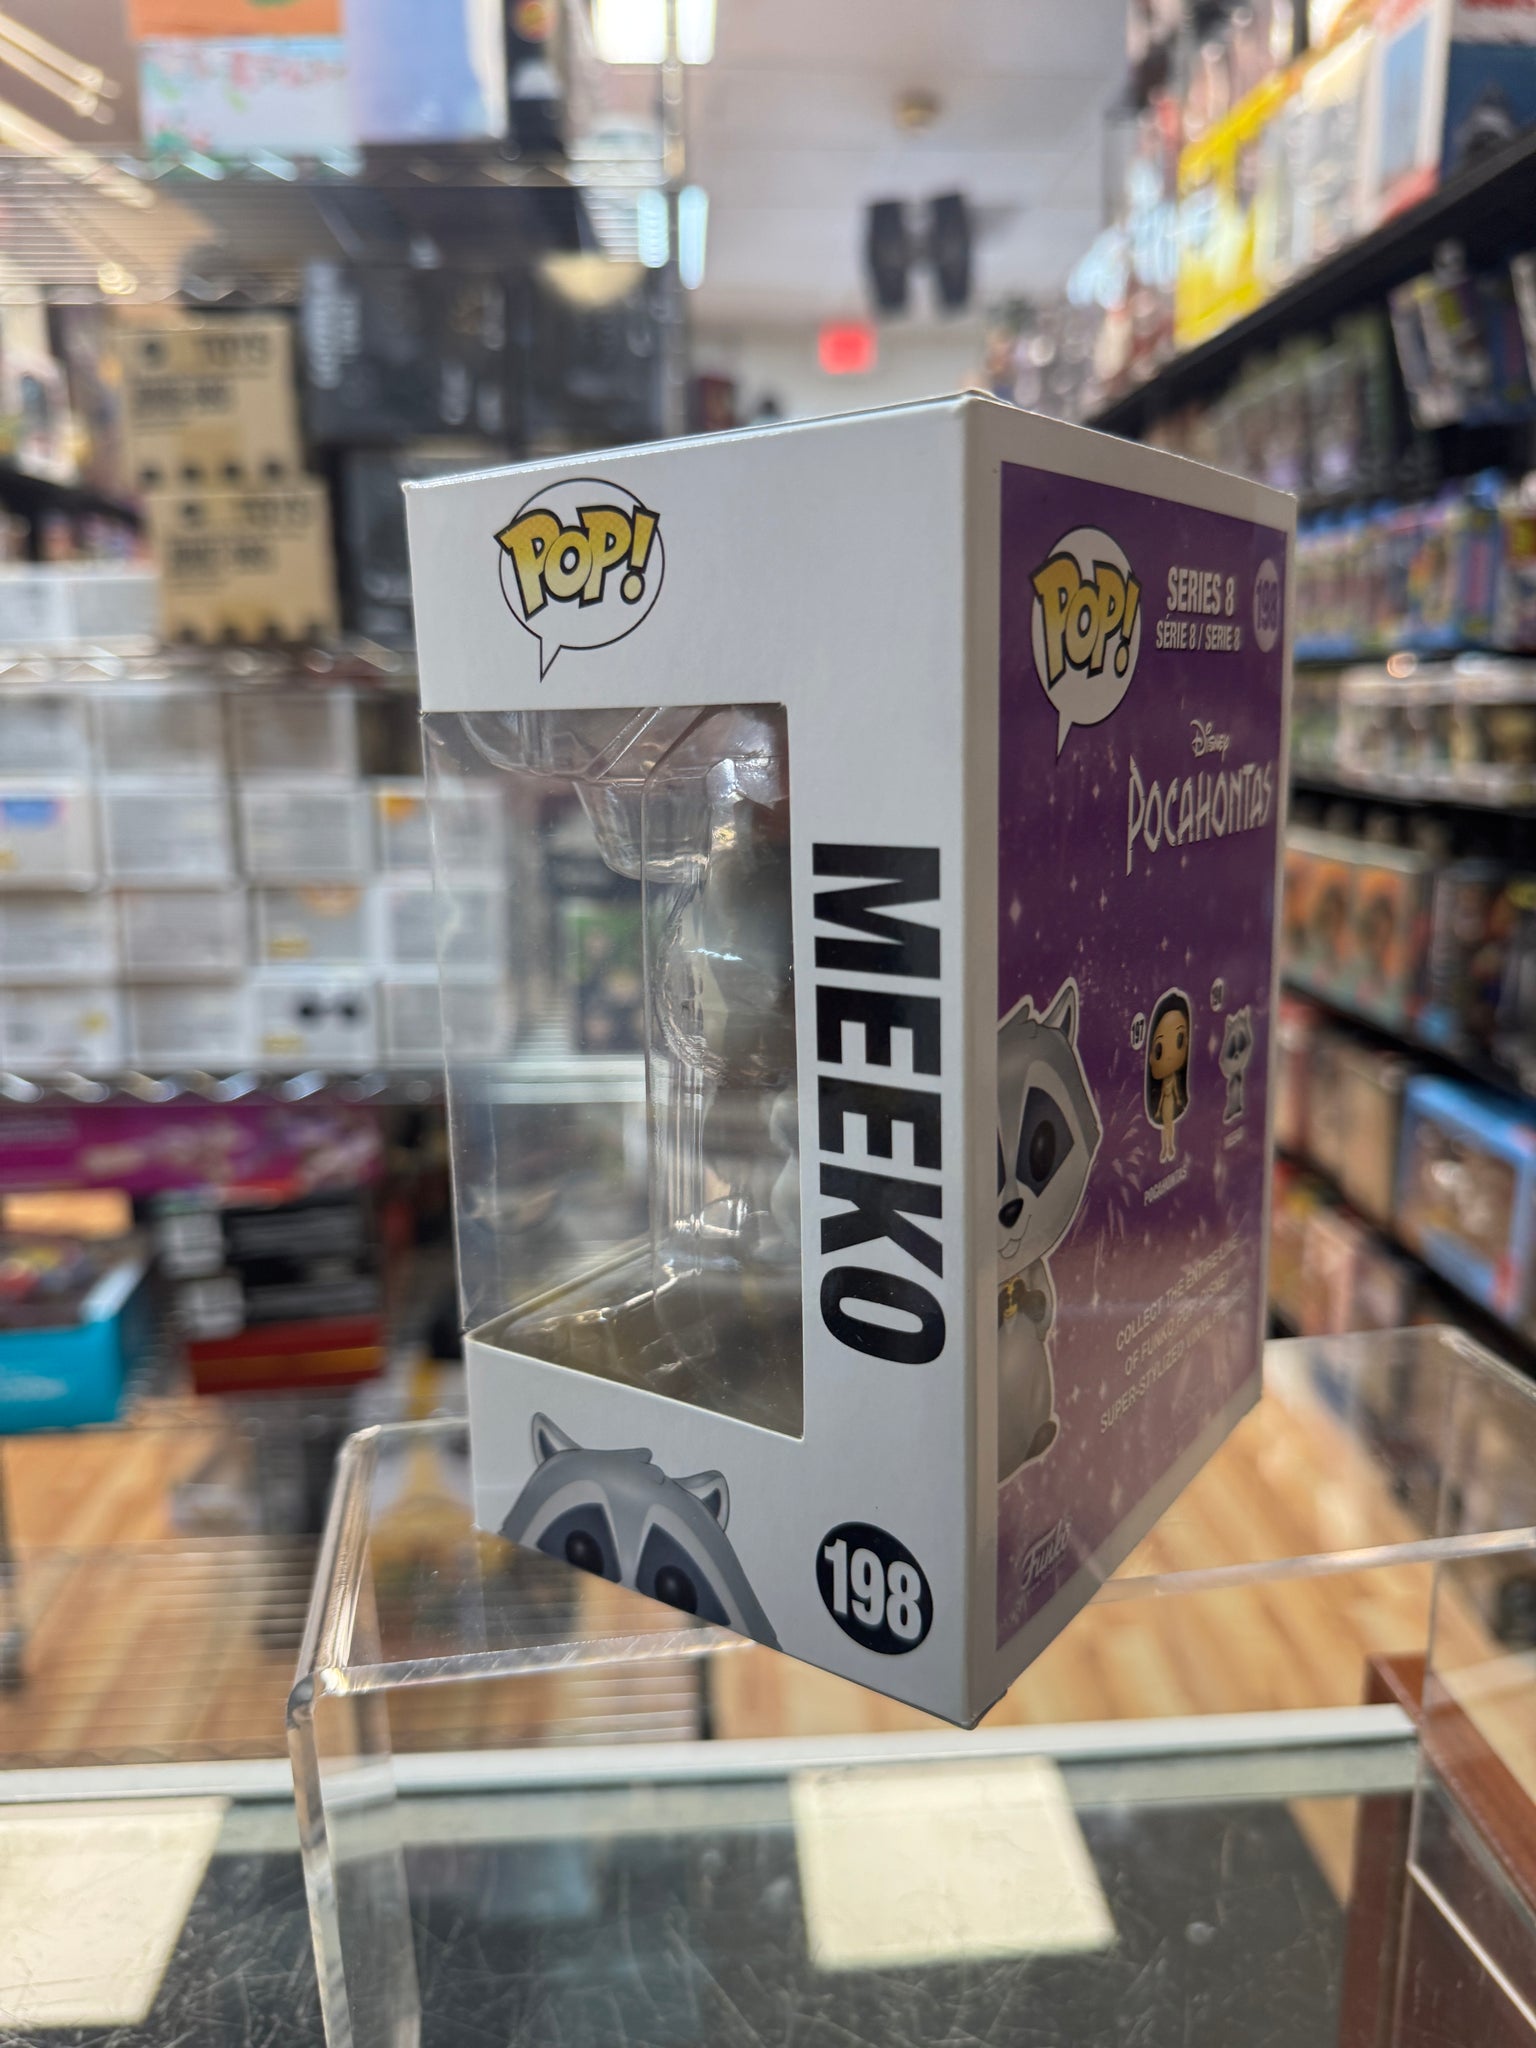 POP!
MEEKO
198
POP!
SERIES 8
SÉRIE 8 / SERIE 8
198
Disney
POCAHONTAS
197
POCAHONTAS
COLLECT THE ENTIRE LINE
OF FUNKO POP! DISNEY
SUPER-STYLIZED VINYL FIGURES!
Funko